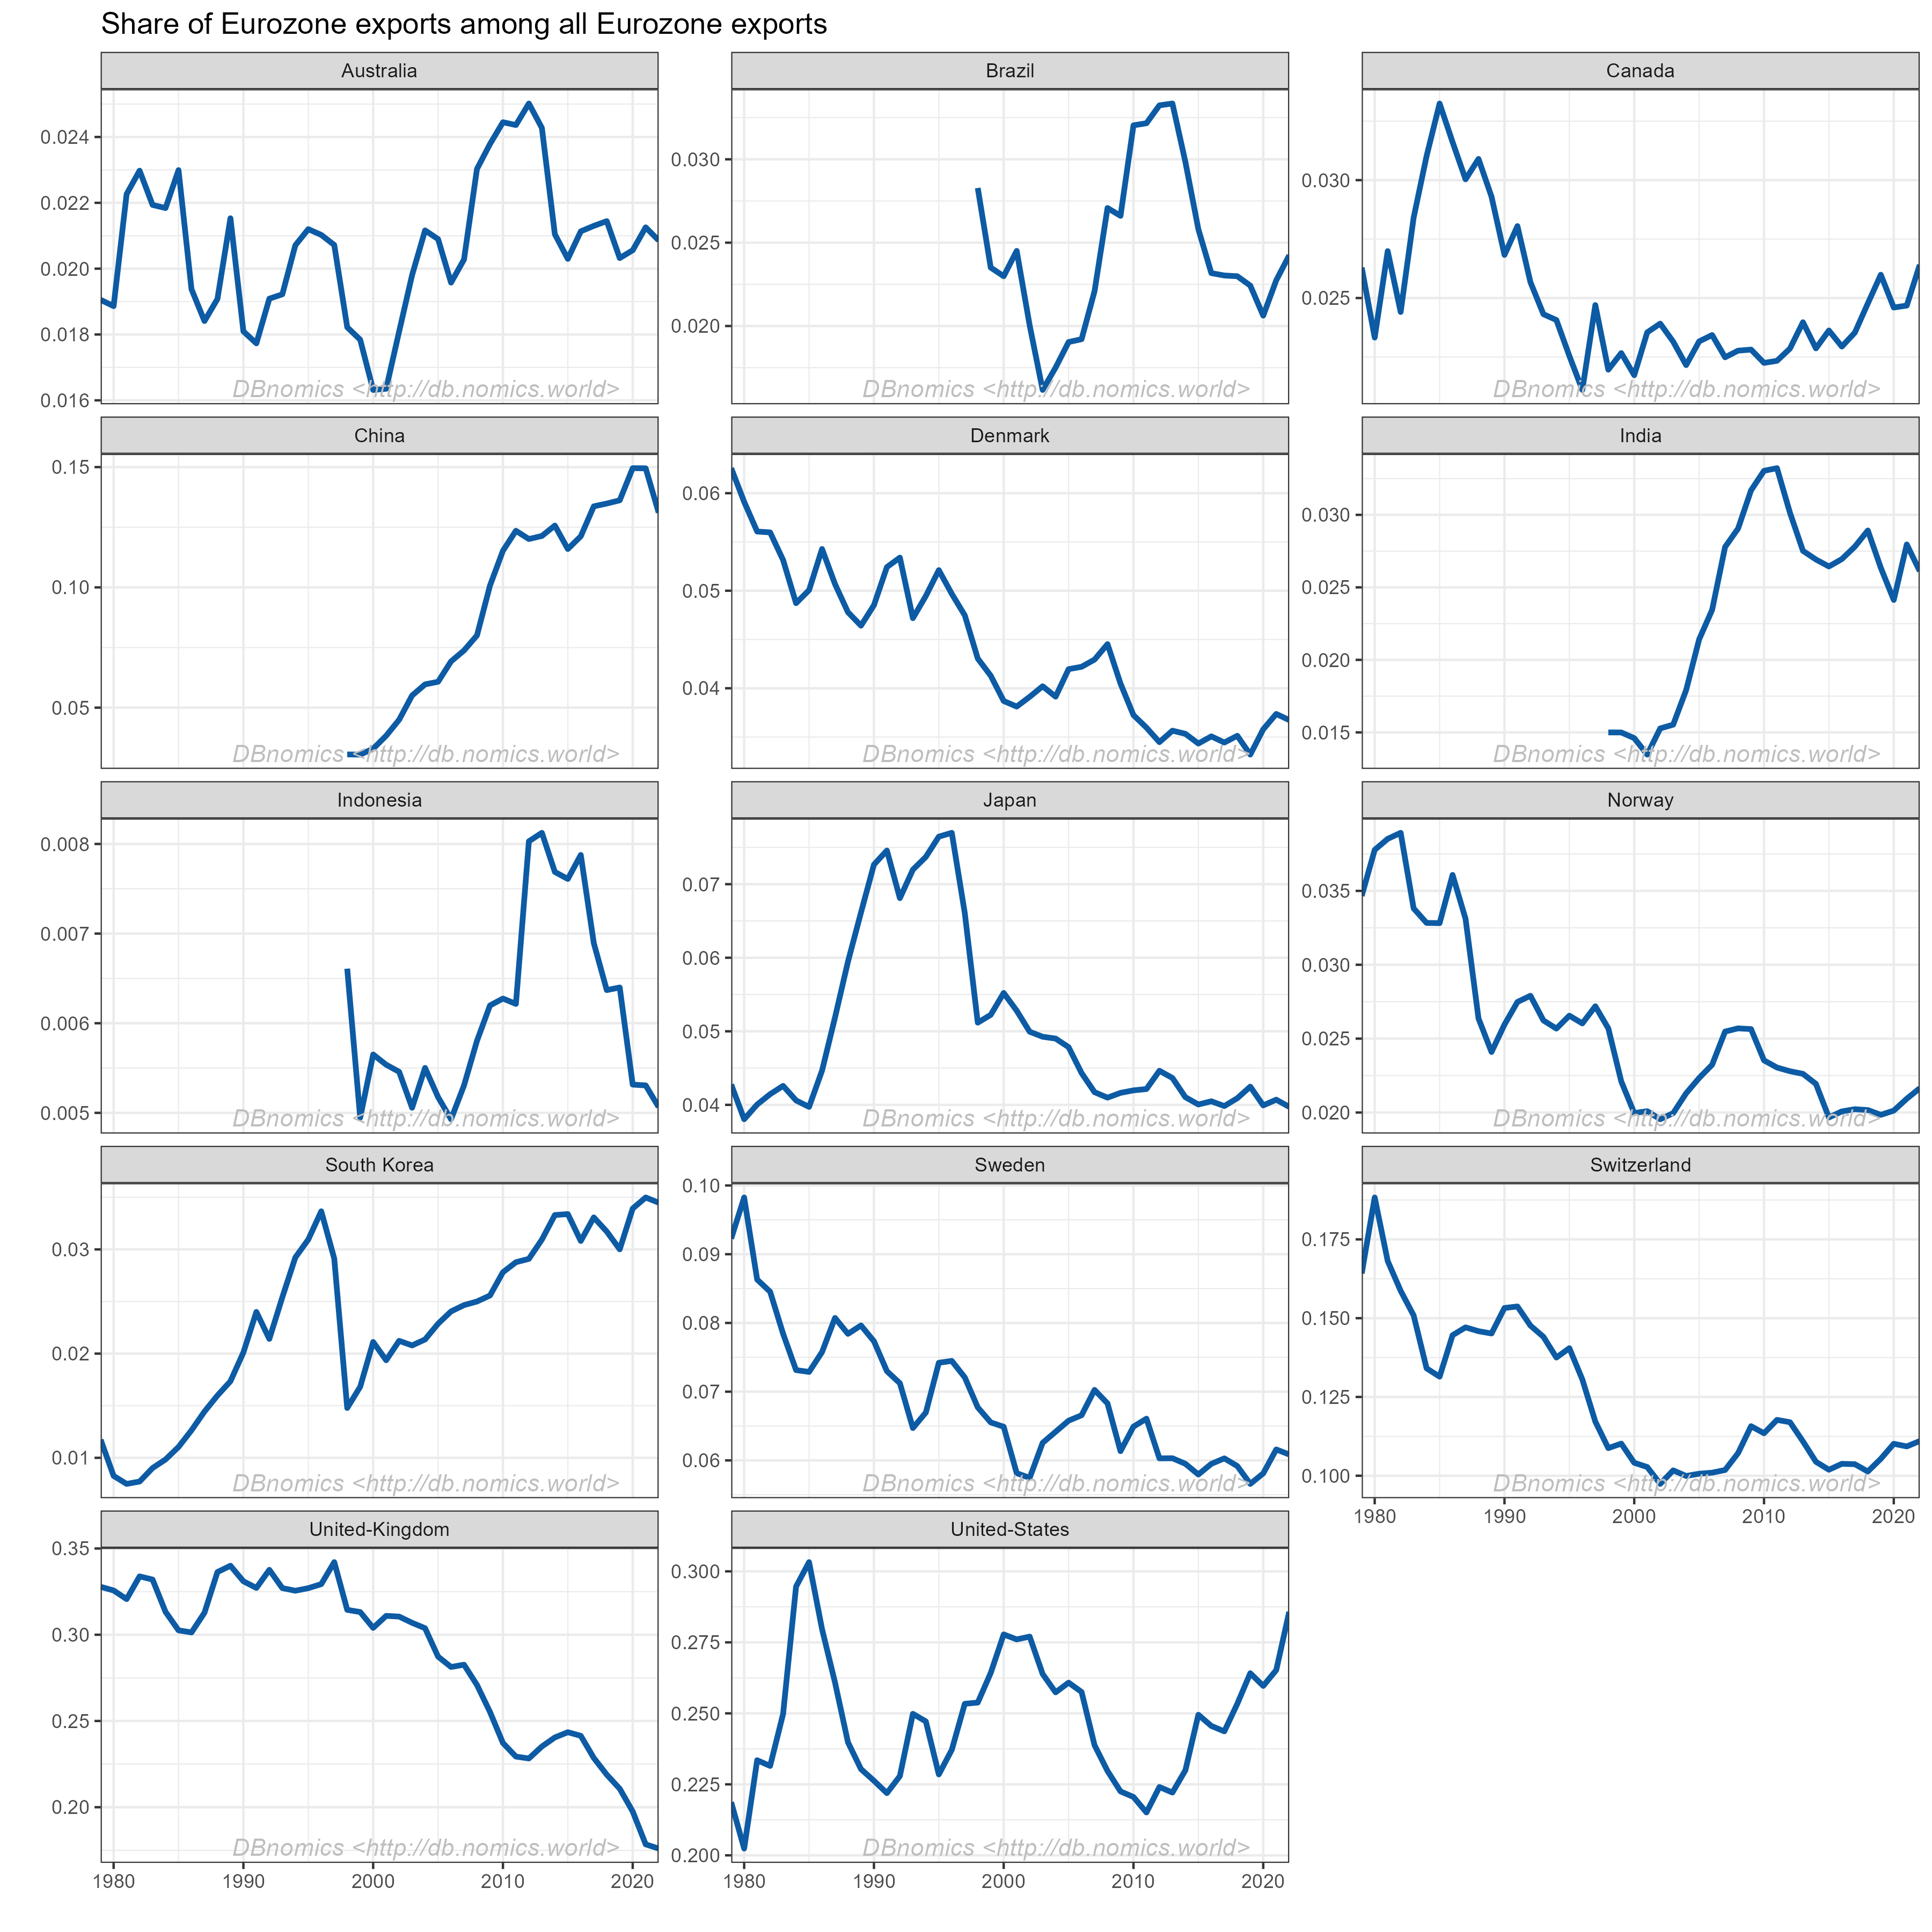 Share of Eurozone exports among all Eurozone exports
Australia
0.024
0.022
0.020
0.018
0.016
DBnomics <http://db.nomics.world>
Brazil
0.030
0.025
0.020
DBnomics <http://db.nomics.world>
Canada
0.030
0.025
DBnomics <http://db.nomics.world>
China
0.15
0.10
0.05
DBnomics <http://db.nomics.world>
Denmark
0.06
0.05
0.04
DBnomics <http://db.nomics.world>
India
0.030
0.025
0.020
0.015
DBnomics <http://db.nomics.world>
Indonesia
0.008
0.007
0.006
0.005
DBnomics <http://db.nomics.world>
Japan
0.07
0.06
0.05
0.04
DBnomics <http://db.nomics.world>
Norway
0.035
0.030
0.025
0.020
DBnomics <http://db.nomics.world>
South Korea
0.03
0.02
0.01
DBnomics <http://db.nomics.world>
Sweden
0.10
0.09
0.08
0.07
0.06
DBnomics <http://db.nomics.world>
Switzerland
0.175
0.150
0.125
0.100
DBnomics <http://db.nomics.world>
1980 1990 2000 2010 2020
United-Kingdom
0.35
0.30
0.25
0.20
DBnomics <http://db.nomics.world>
1980 1990 2000 2010 2020
United-States
0.300
0.275
0.250
0.225
0.200
DBnomics <http://db.nomics.world>
1980 1990 2000 2010 2020